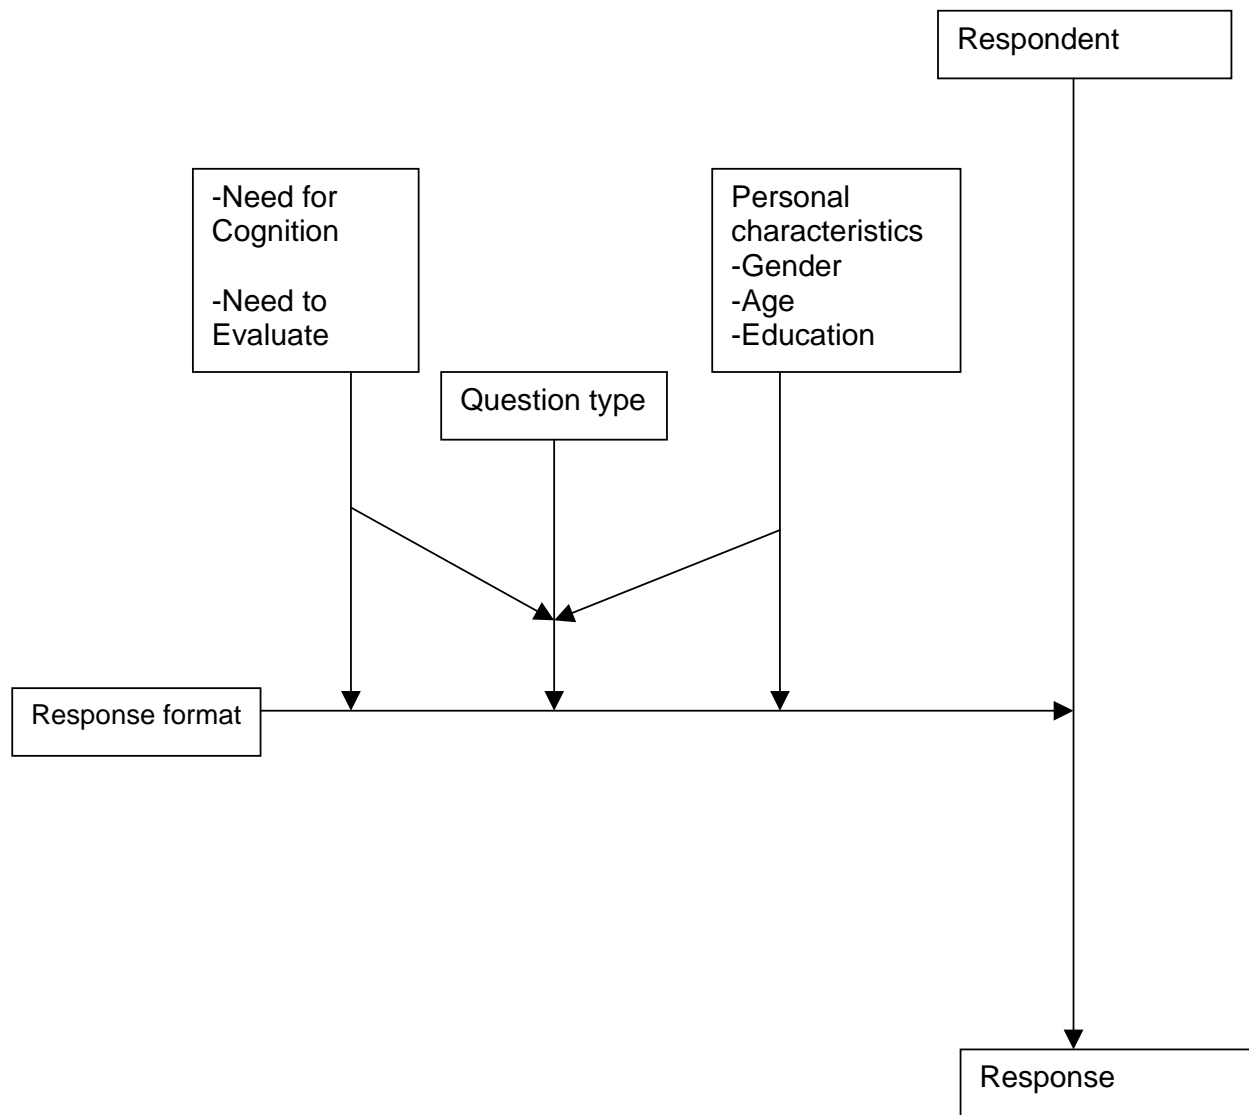 Respondent
-Need for
Cognition
-Need to
Evaluate
Personal
characteristics
-Gender
-Age
-Education
Question type
Response format
Response